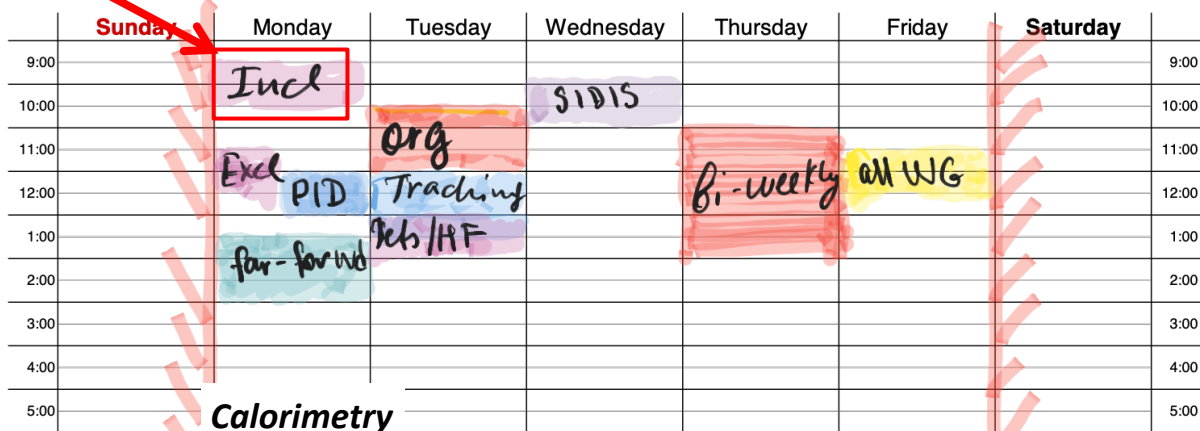 Sunday Monday Tuesday Wednesday Thursday Friday Saturday
9:00 Incl 9:00
10:00 SIDIS 10:00
org
11:00 Excl bi-weekly all WG 11:00
12:00 PID Tracking 12:00
1:00 Jets/HF 1:00
far-forwd
2:00 2:00
3:00 3:00
4:00 4:00
5:00 Calorimetry 5:00